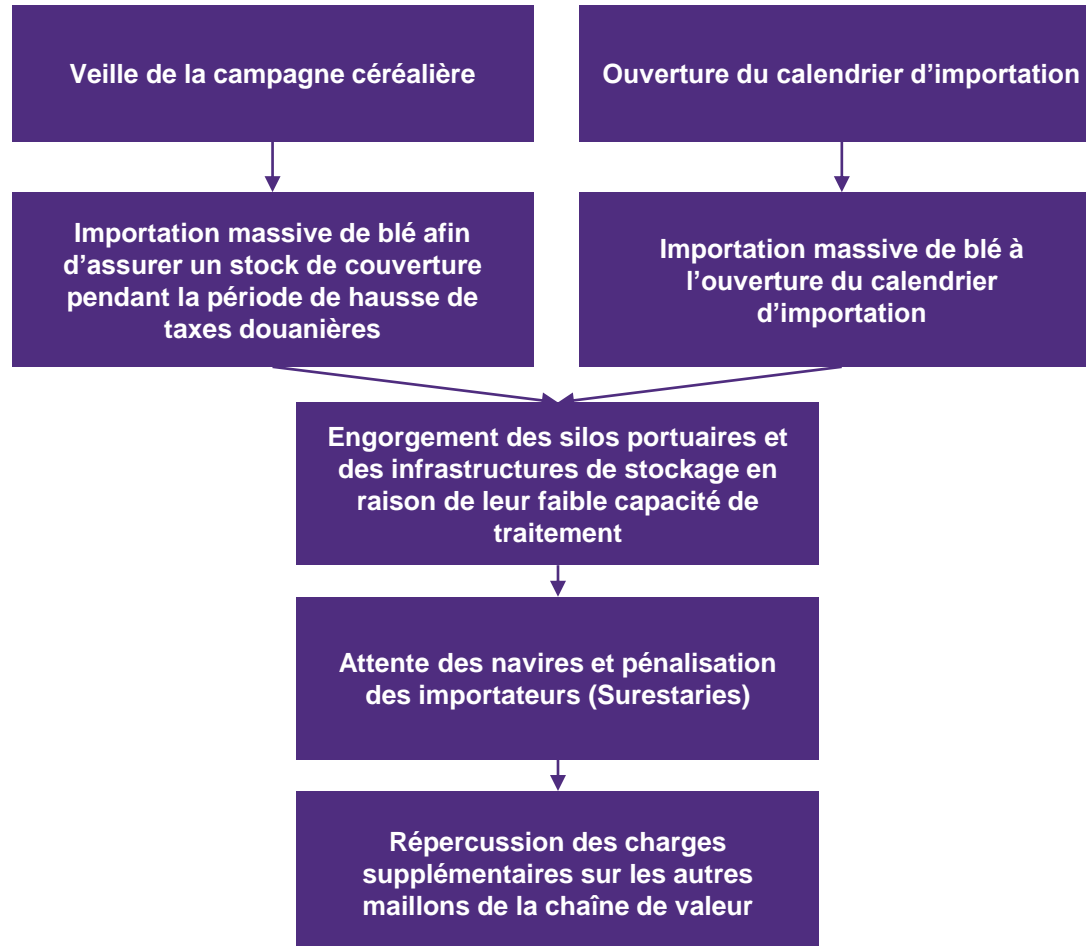 Veille de la campagne céréalière
Ouverture du calendrier d’importation
Importation massive de blé afin
d’assurer un stock de couverture
pendant la période de hausse de
taxes douanières
Importation massive de blé à
l’ouverture du calendrier
d’importation
Engorgement des silos portuaires et
des infrastructures de stockage en
raison de leur faible capacité de
traitement
Attente des navires et pénalisation
des importateurs (Surestaries)
Répercussion des charges
supplémentaires sur les autres
maillons de la chaîne de valeur